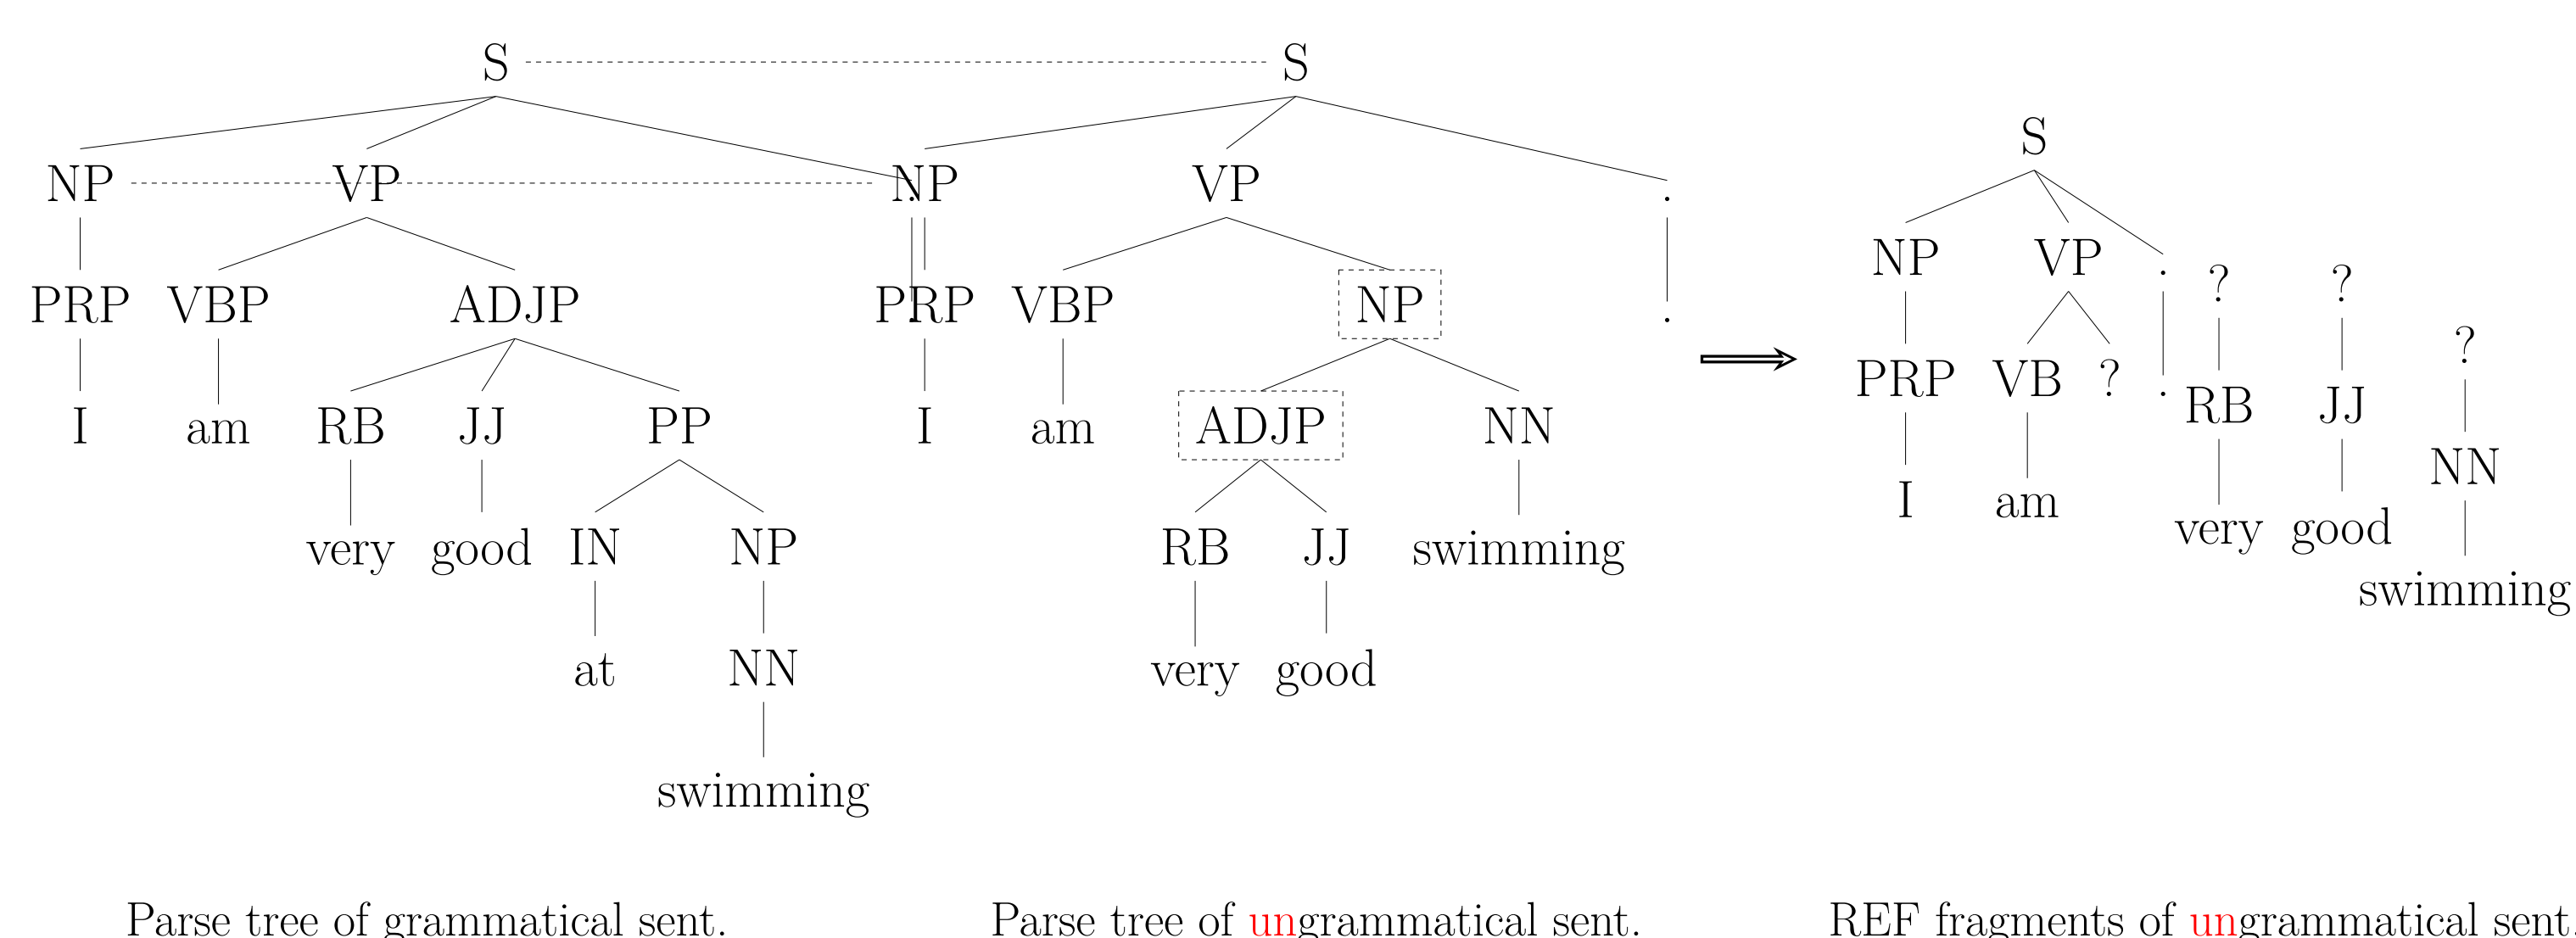 S S
S
NP VP . NP VP .
NP VP .
? ?
PRP VBP ADJP . PRP VBP NP .
?
PRP VB ? .
RB JJ
I am RB JJ PP I am ADJP NN
NN
I am
very good
very good IN NP RB JJ swimming
swimming
at NN very good
swimming
Parse tree of grammatical sent. Parse tree of ungrammatical sent. REF fragments of ungrammatical sent.